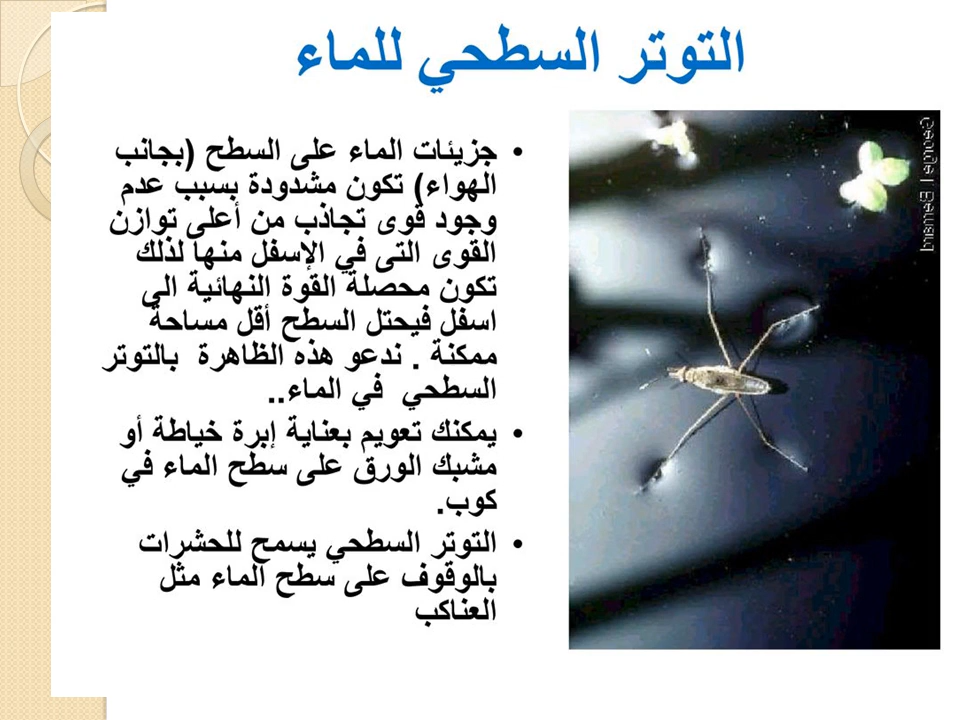 التوتر السطحي للماء
• جزيئات الماء على السطح (بجانب
الهواء) تكون مشدودة بسبب عدم
وجود قوى تجاذب من أعلى توازن
القوى التى في الإسفل منها لذلك
تكون محصلة القوة النهائية الى
اسفل فيحتل السطح أقل مساحة
ممكنة . ندعو هذه الظاهرة بالتوتر
السطحي في الماء..
• يمكنك تعويم بعناية إبرة خياطة أو
مشبك الورق على سطح الماء في
كوب.
• التوتر السطحي يسمح للحشرات
بالوقوف على سطح الماء مثل
العناكب
George I. Bernard